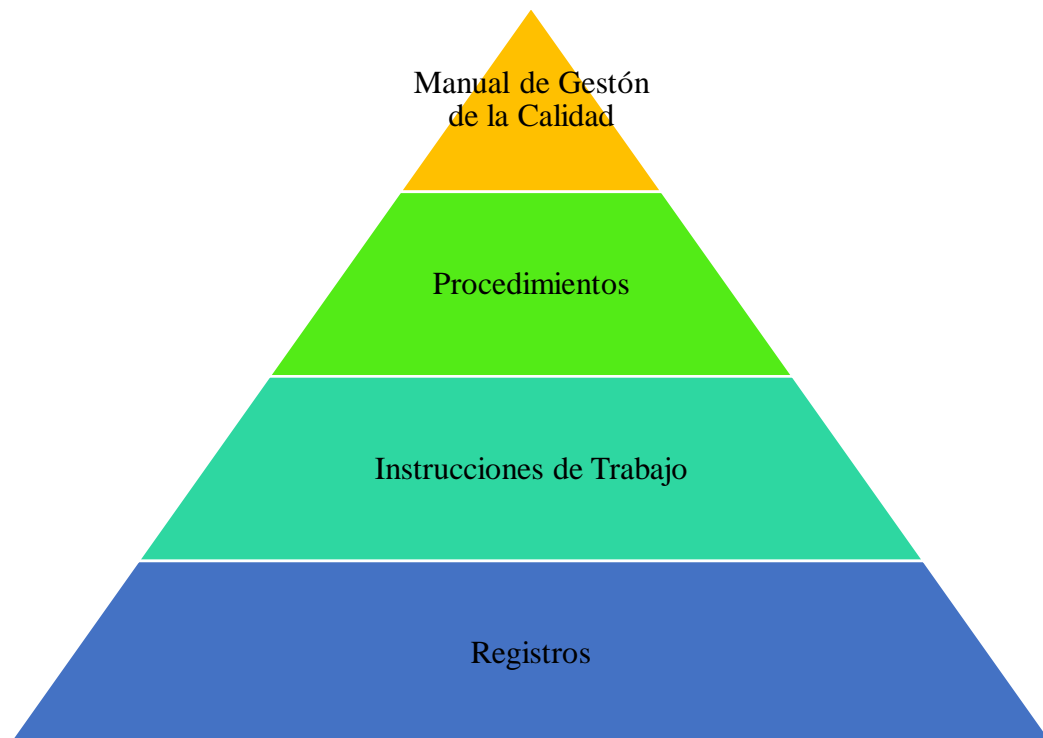 Manual de Gestón
de la Calidad
Procedimientos
Instrucciones de Trabajo
Registros